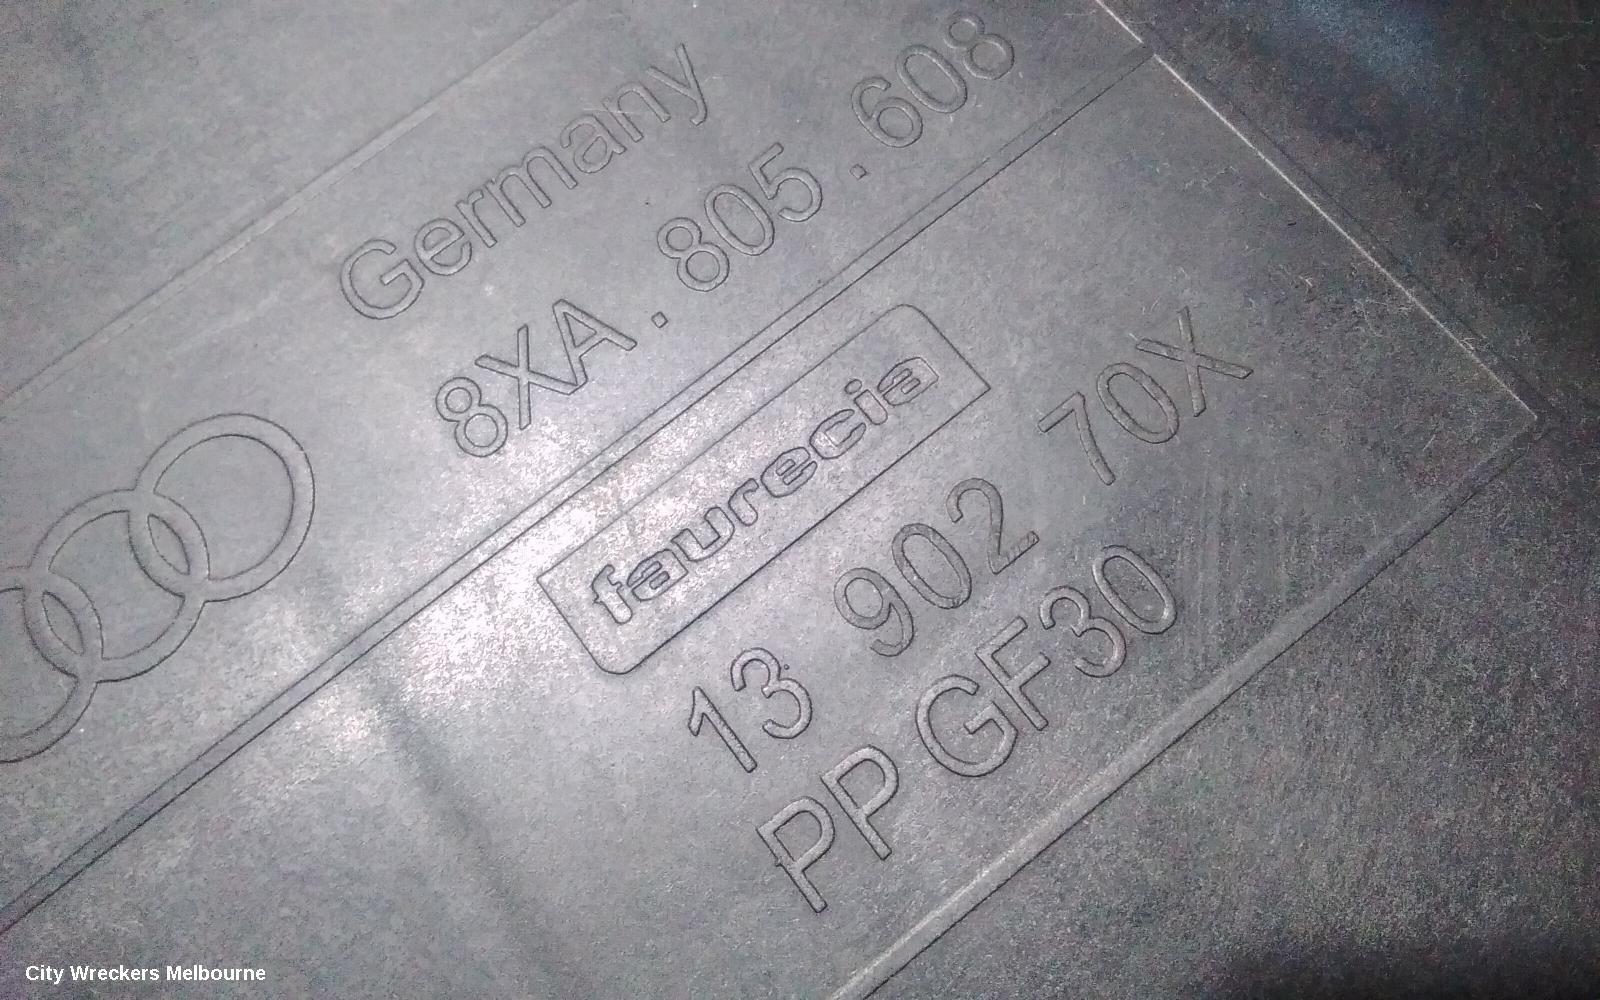 Germany
8XA.805.608
faurecia
13 902 70X
PP GF30
City Wreckers Melbourne